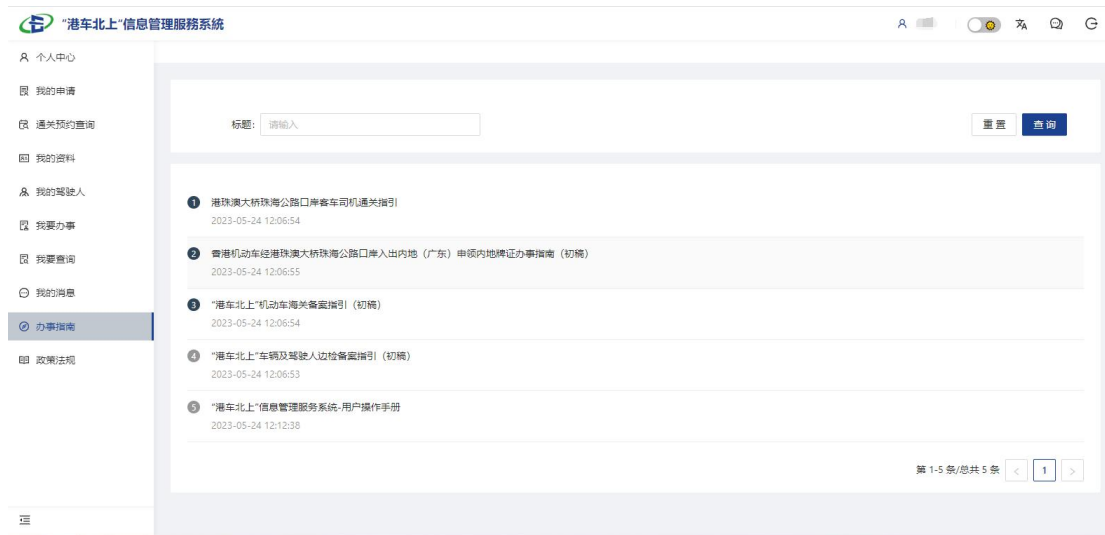 “港车北上”信息管理服務系統
个人中心
我的申请
通关预约查询
我的资料
我的驾驶人
我要办事
我要查询
我的消息
办事指南
政策法规
标题: 请输入
重置 查询
1 港珠澳大桥珠海公路口岸客车司机通关指引
2023-05-24 12:06:54
2 香港机动车经港珠澳大桥珠海公路口岸入出内地（广东）申领内地牌证办事指南（初稿）
2023-05-24 12:06:55
3 “港车北上”机动车海关备案指引（初稿）
2023-05-24 12:06:54
4 “港车北上”车辆及驾驶人边检备案指引（初稿）
2023-05-24 12:06:53
5 “港车北上”信息管理服务系统-用户操作手册
2023-05-24 12:12:38
第 1-5 条/总共 5 条 < 1 >